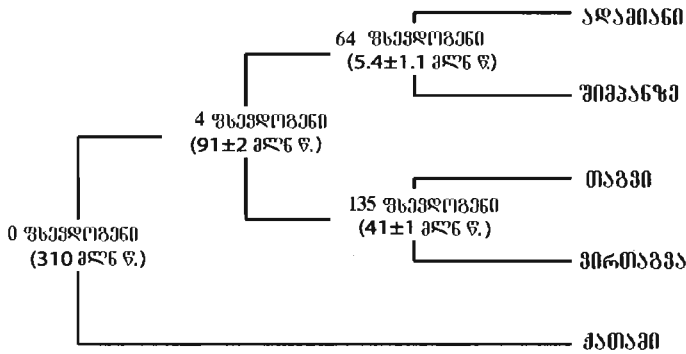 ადამიანი
64 ფსევდოგენი
(5.4±1.1 მლნ წ.)
შიმპანზე
4 ფსევდოგენი
(91±2 მლნ წ.)
თაგვი
135 ფსევდოგენი
(41±1 მლნ წ.)
ვირთაგვა
0 ფსევდოგენი
(310 მლნ წ.)
ქათამი